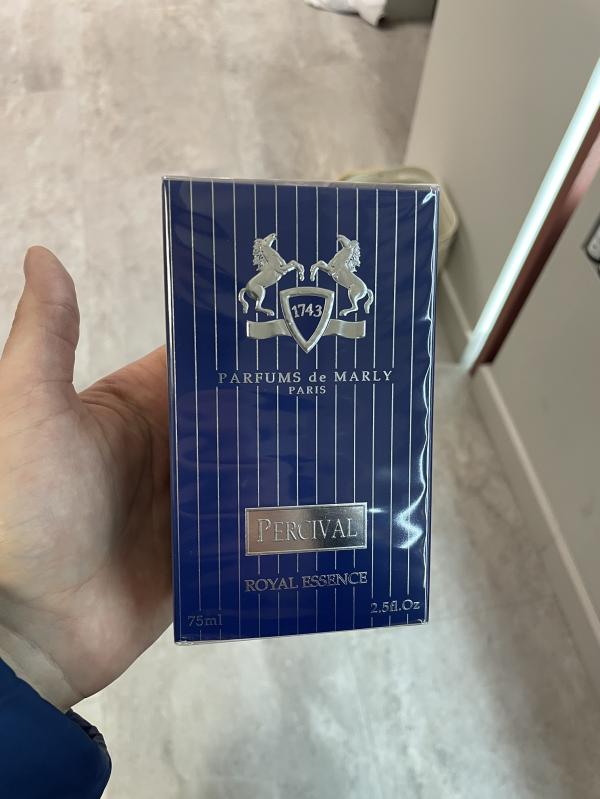 1743
PARFUMS de MARLY
PARIS
PERCIVAL
ROYAL ESSENCE
75ml 2.5fl.Oz